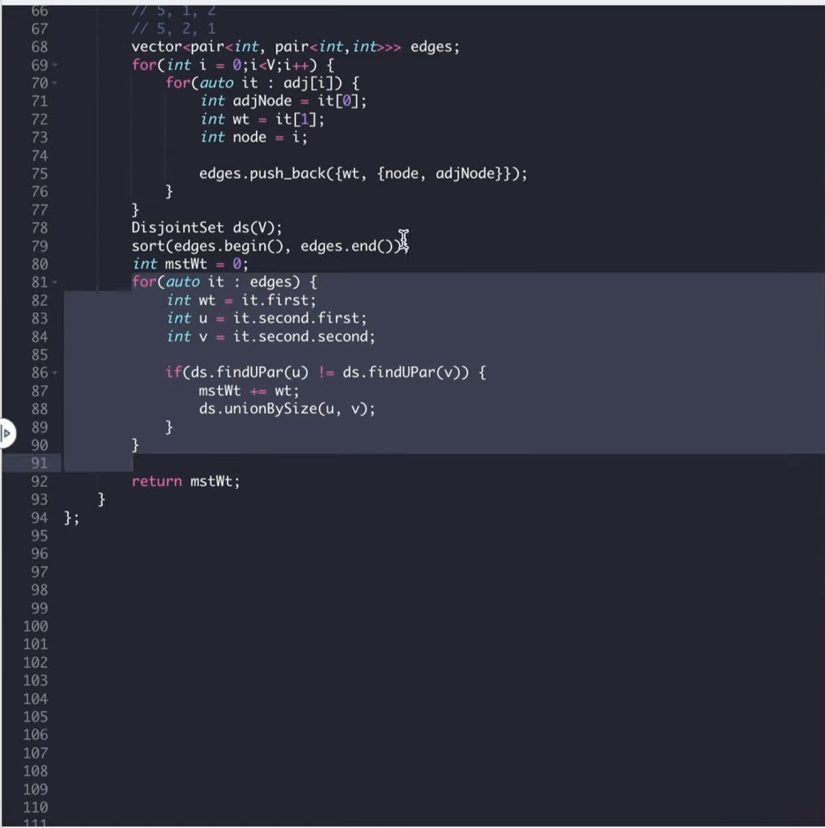 66 // 5, 1, 2
67 // 5, 2, 1
68 vector<pair<int, pair<int,int>>> edges;
69 for(int i = 0;i<V;i++) {
70 for(auto it : adj[i]) {
71 int adjNode = it[0];
72 int wt = it[1];
73 int node = i;
74
75 edges.push_back({wt, {node, adjNode}});
76 }
77 }
78 DisjointSet ds(V);
79 sort(edges.begin(), edges.end());
80 int mstWt = 0;
81 for(auto it : edges) {
82 int wt = it.first;
83 int u = it.second.first;
84 int v = it.second.second;
85
86 if(ds.findUPar(u) != ds.findUPar(v)) {
87 mstWt += wt;
88 ds.unionBySize(u, v);
89 }
90 }
91
92 return mstWt;
93 }
94 };
95
96
97
98
99
100
101
102
103
104
105
106
107
108
109
110
111